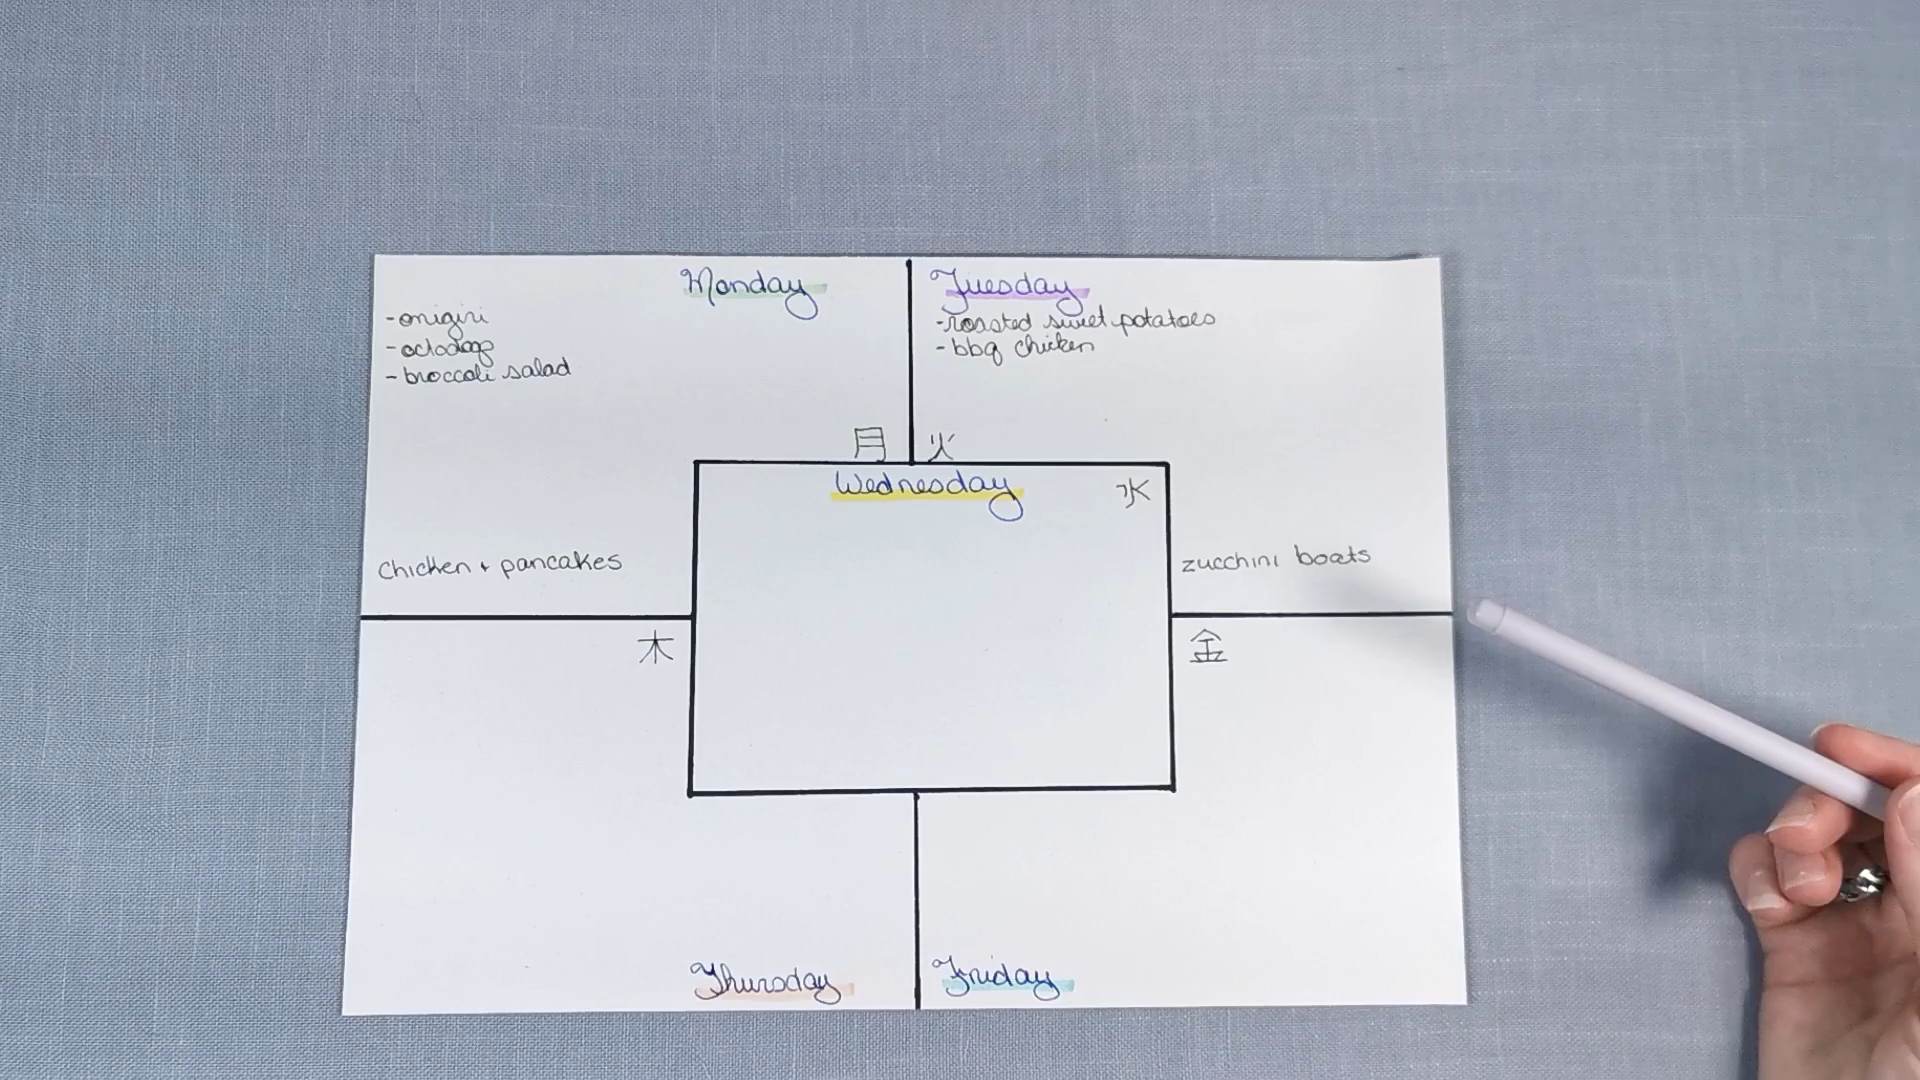 Monday
-onigiri
-octodogs
-broccoli salad
chicken + pancakes
月
Tuesday
-roasted sweet potatoes
-bbq chicken
zucchini boats
火
Wednesday
水
木
Thursday
金
Friday